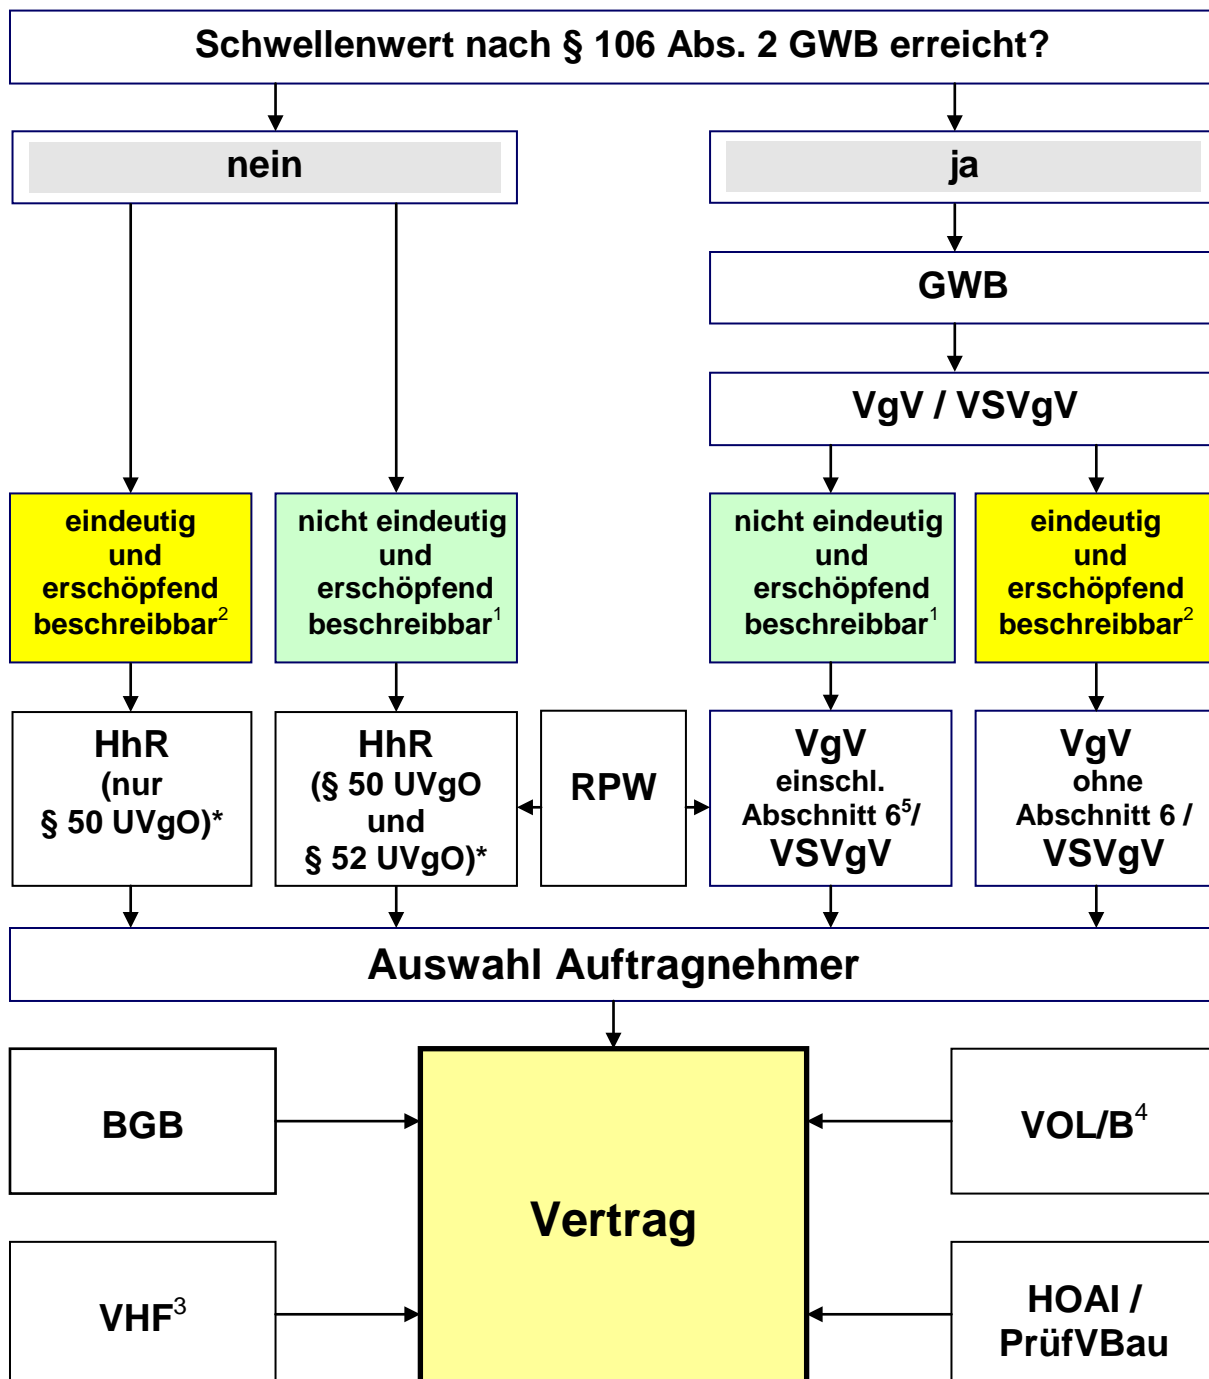 Schwellenwert nach § 106 Abs. 2 GWB erreicht?
nein
ja
GWB
VgV / VSVgV
eindeutig
und
erschöpfend
beschreibbar²
nicht eindeutig
und
erschöpfend
beschreibbar¹
nicht eindeutig
und
erschöpfend
beschreibbar¹
eindeutig
und
erschöpfend
beschreibbar²
HhR
(nur
§ 50 UVgO)*
HhR
(§ 50 UVgO
und
§ 52 UVgO)*
RPW
VgV
einschl.
Abschnitt 6⁵/
VSVgV
VgV
ohne
Abschnitt 6 /
VSVgV
Auswahl Auftragnehmer
BGB
VOL/B⁴
Vertrag
VHF³
HOAI /
PrüfVBau